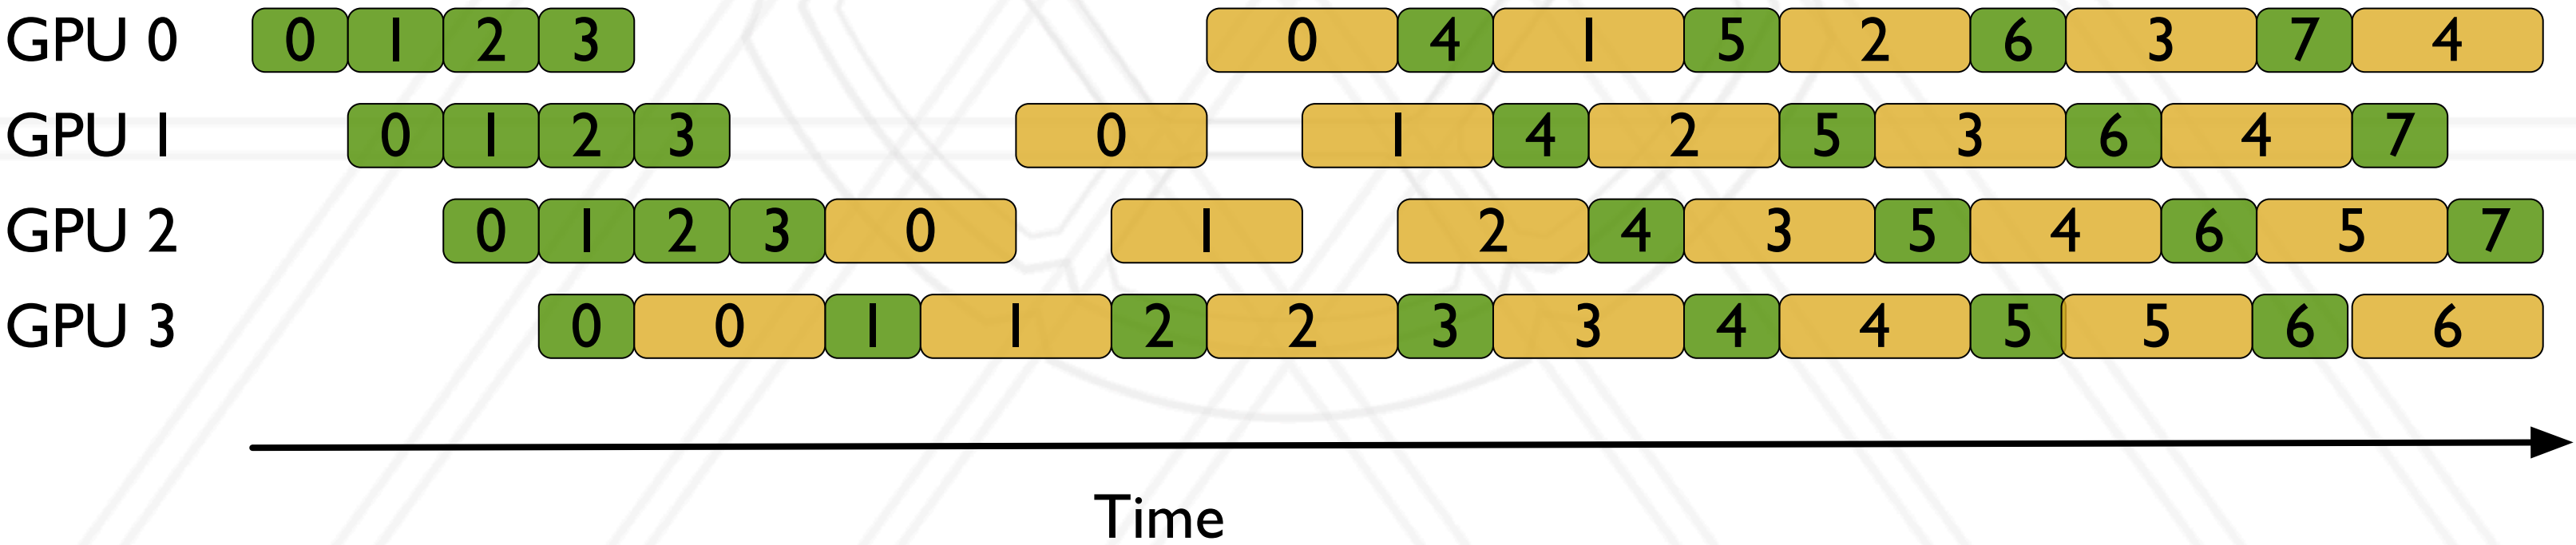 GPU 0 0 1 2 3 0 4 1 5 2 6 3 7 4
GPU 1 0 1 2 3 0 1 4 2 5 3 6 4 7
GPU 2 0 1 2 3 0 1 2 4 3 5 4 6 5 7
GPU 3 0 0 1 1 2 2 3 3 4 4 5 5 6 6
Time